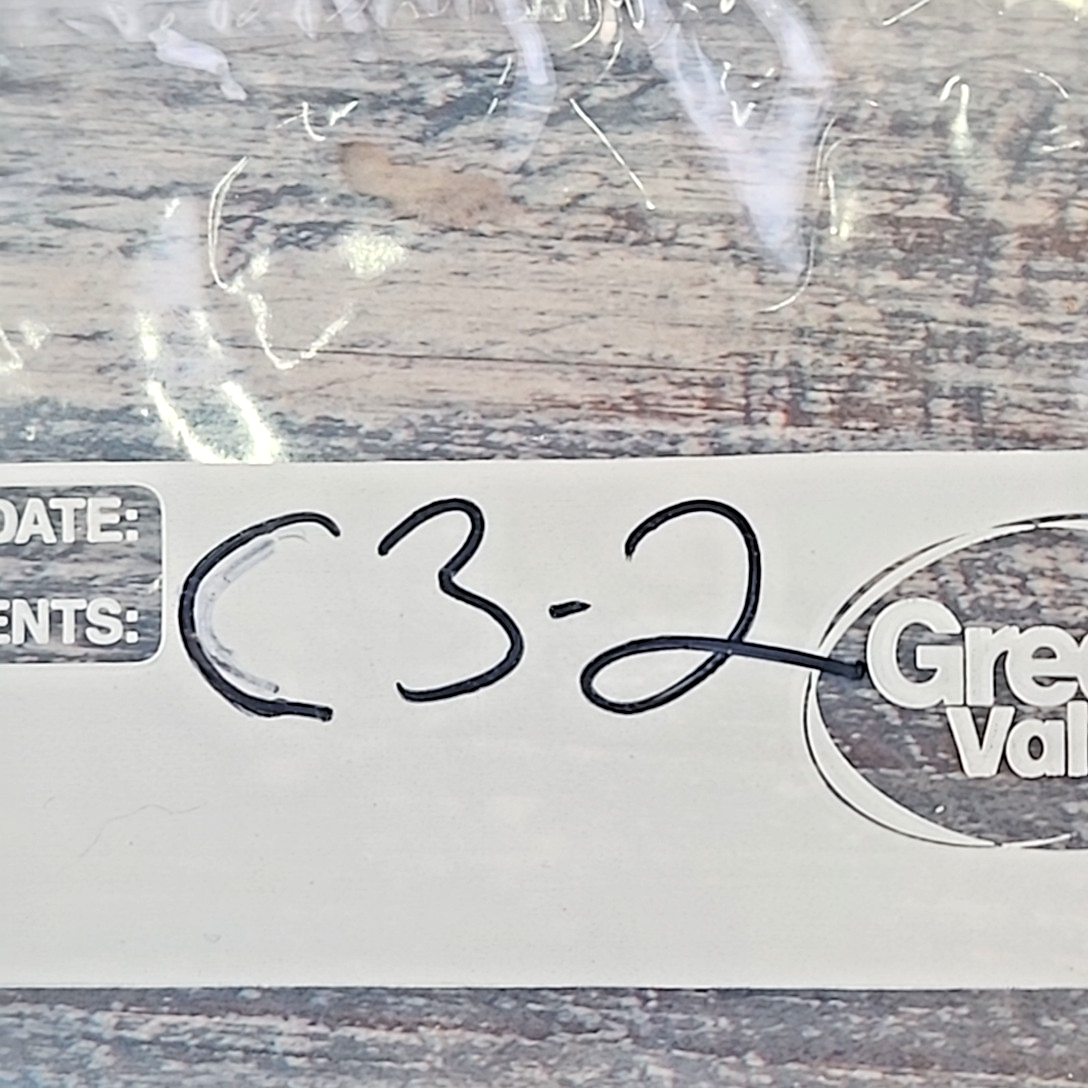 DATE:
C3-2
ENTS:
Gre
Val